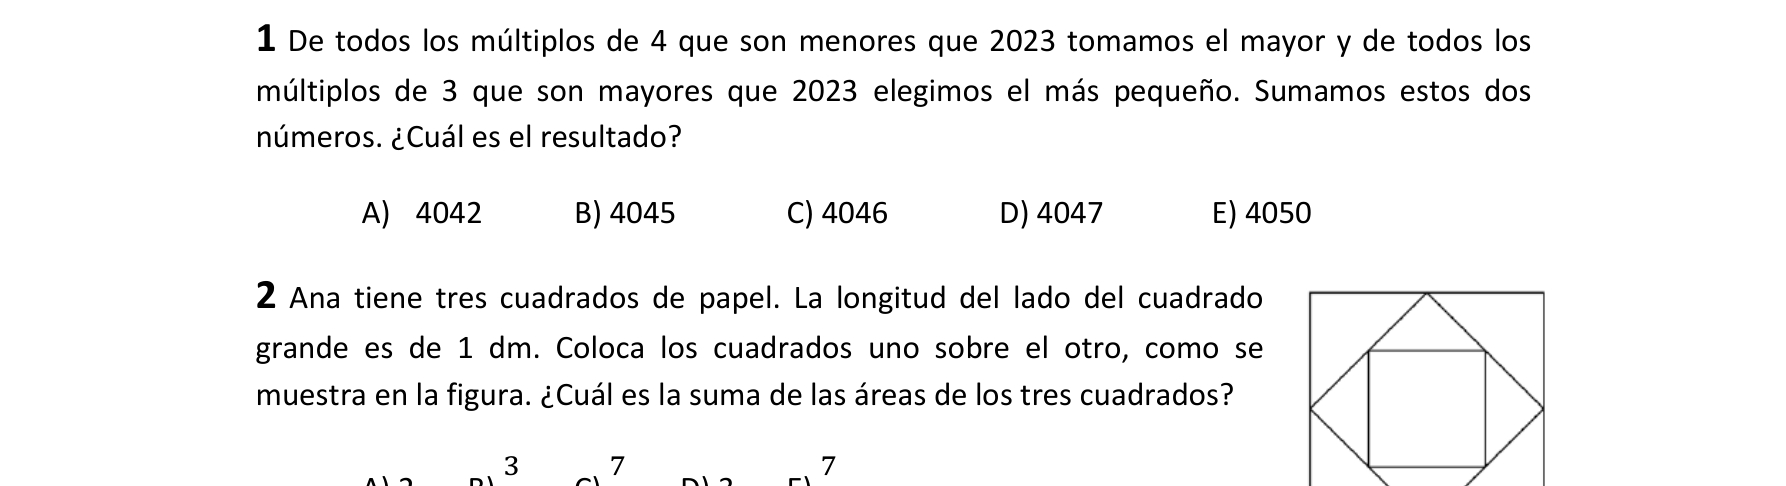 1 De todos los múltiplos de 4 que son menores que 2023 tomamos el mayor y de todos los
múltiplos de 3 que son mayores que 2023 elegimos el más pequeño. Sumamos estos dos
números. ¿Cuál es el resultado?
A) 4042 B) 4045 C) 4046 D) 4047 E) 4050
2 Ana tiene tres cuadrados de papel. La longitud del lado del cuadrado
grande es de 1 dm. Coloca los cuadrados uno sobre el otro, como se
muestra en la figura. ¿Cuál es la suma de las áreas de los tres cuadrados?
3 7 7